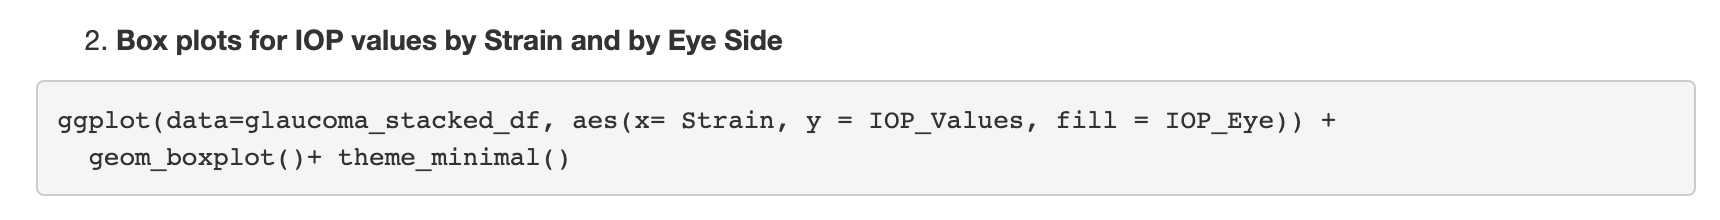 2. Box plots for IOP values by Strain and by Eye Side
ggplot(data=glaucoma_stacked_df, aes(x= Strain, y = IOP_Values, fill = IOP_Eye)) +
  geom_boxplot()+ theme_minimal()